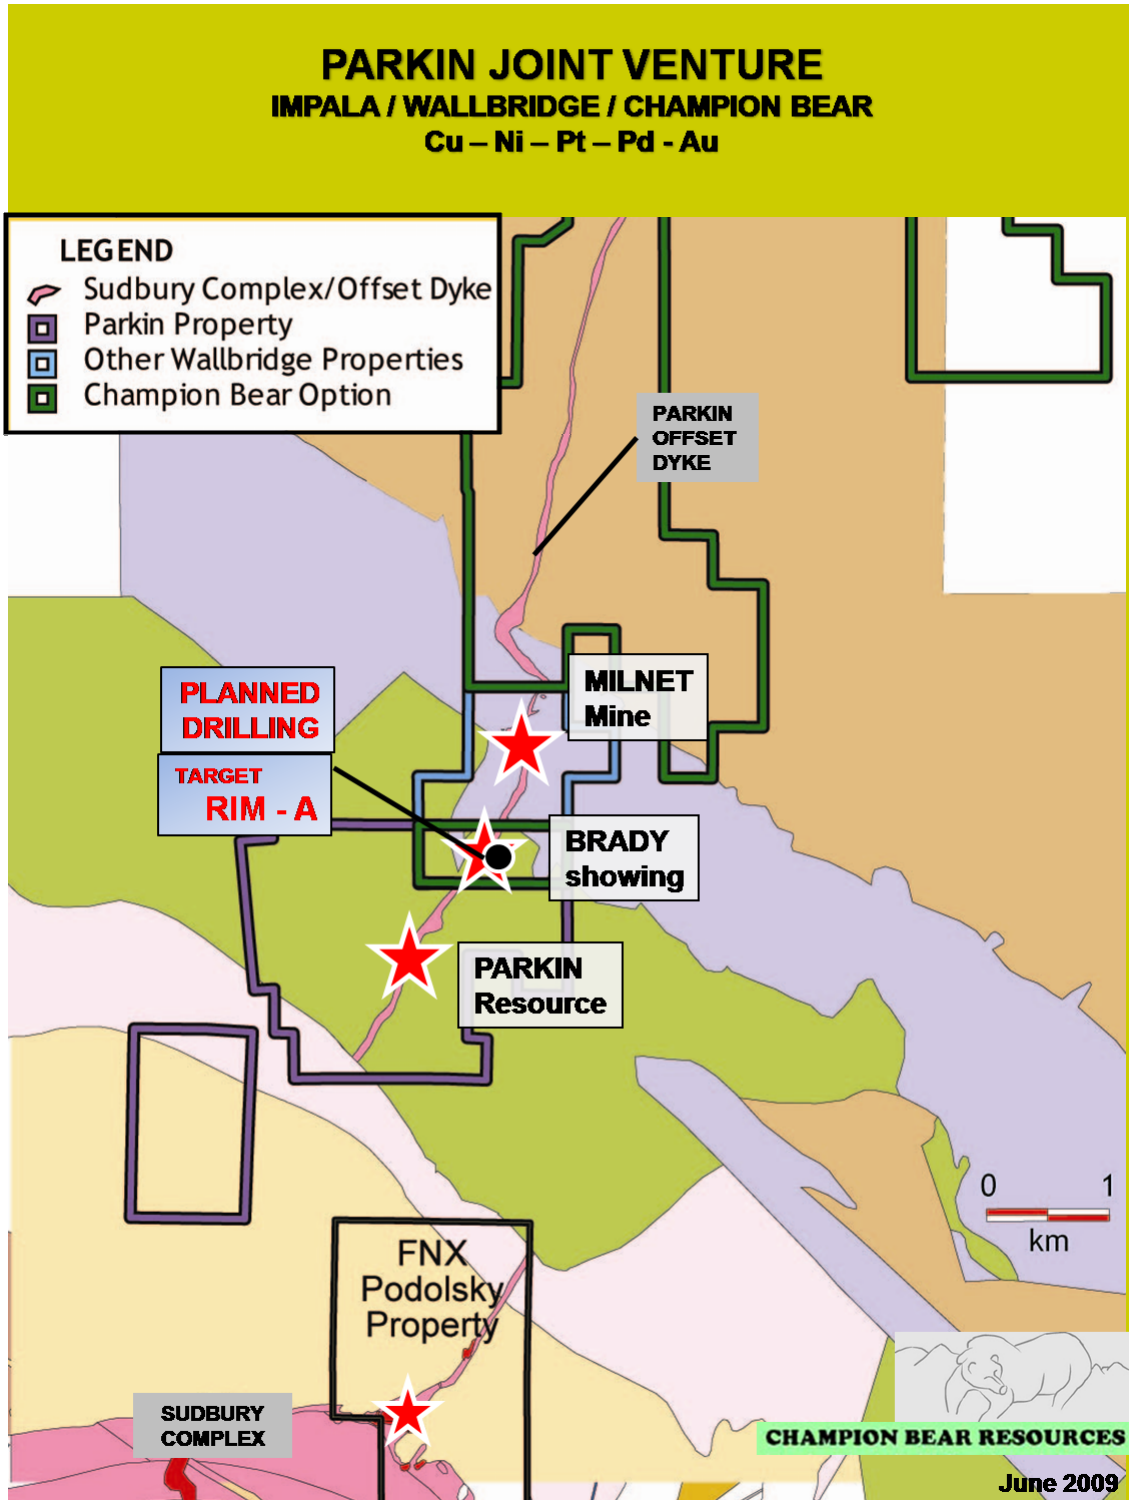 PARKIN JOINT VENTURE
IMPALA / WALLBRIDGE / CHAMPION BEAR
Cu – Ni – Pt – Pd - Au
LEGEND
Sudbury Complex/Offset Dyke
Parkin Property
Other Wallbridge Properties
Champion Bear Option
PARKIN
OFFSET
DYKE
MILNET
Mine
PLANNED
DRILLING
TARGET
RIM - A
BRADY
showing
PARKIN
Resource
0 1
km
FNX
Podolsky
Property
SUDBURY
COMPLEX
CHAMPION BEAR RESOURCES
June 2009